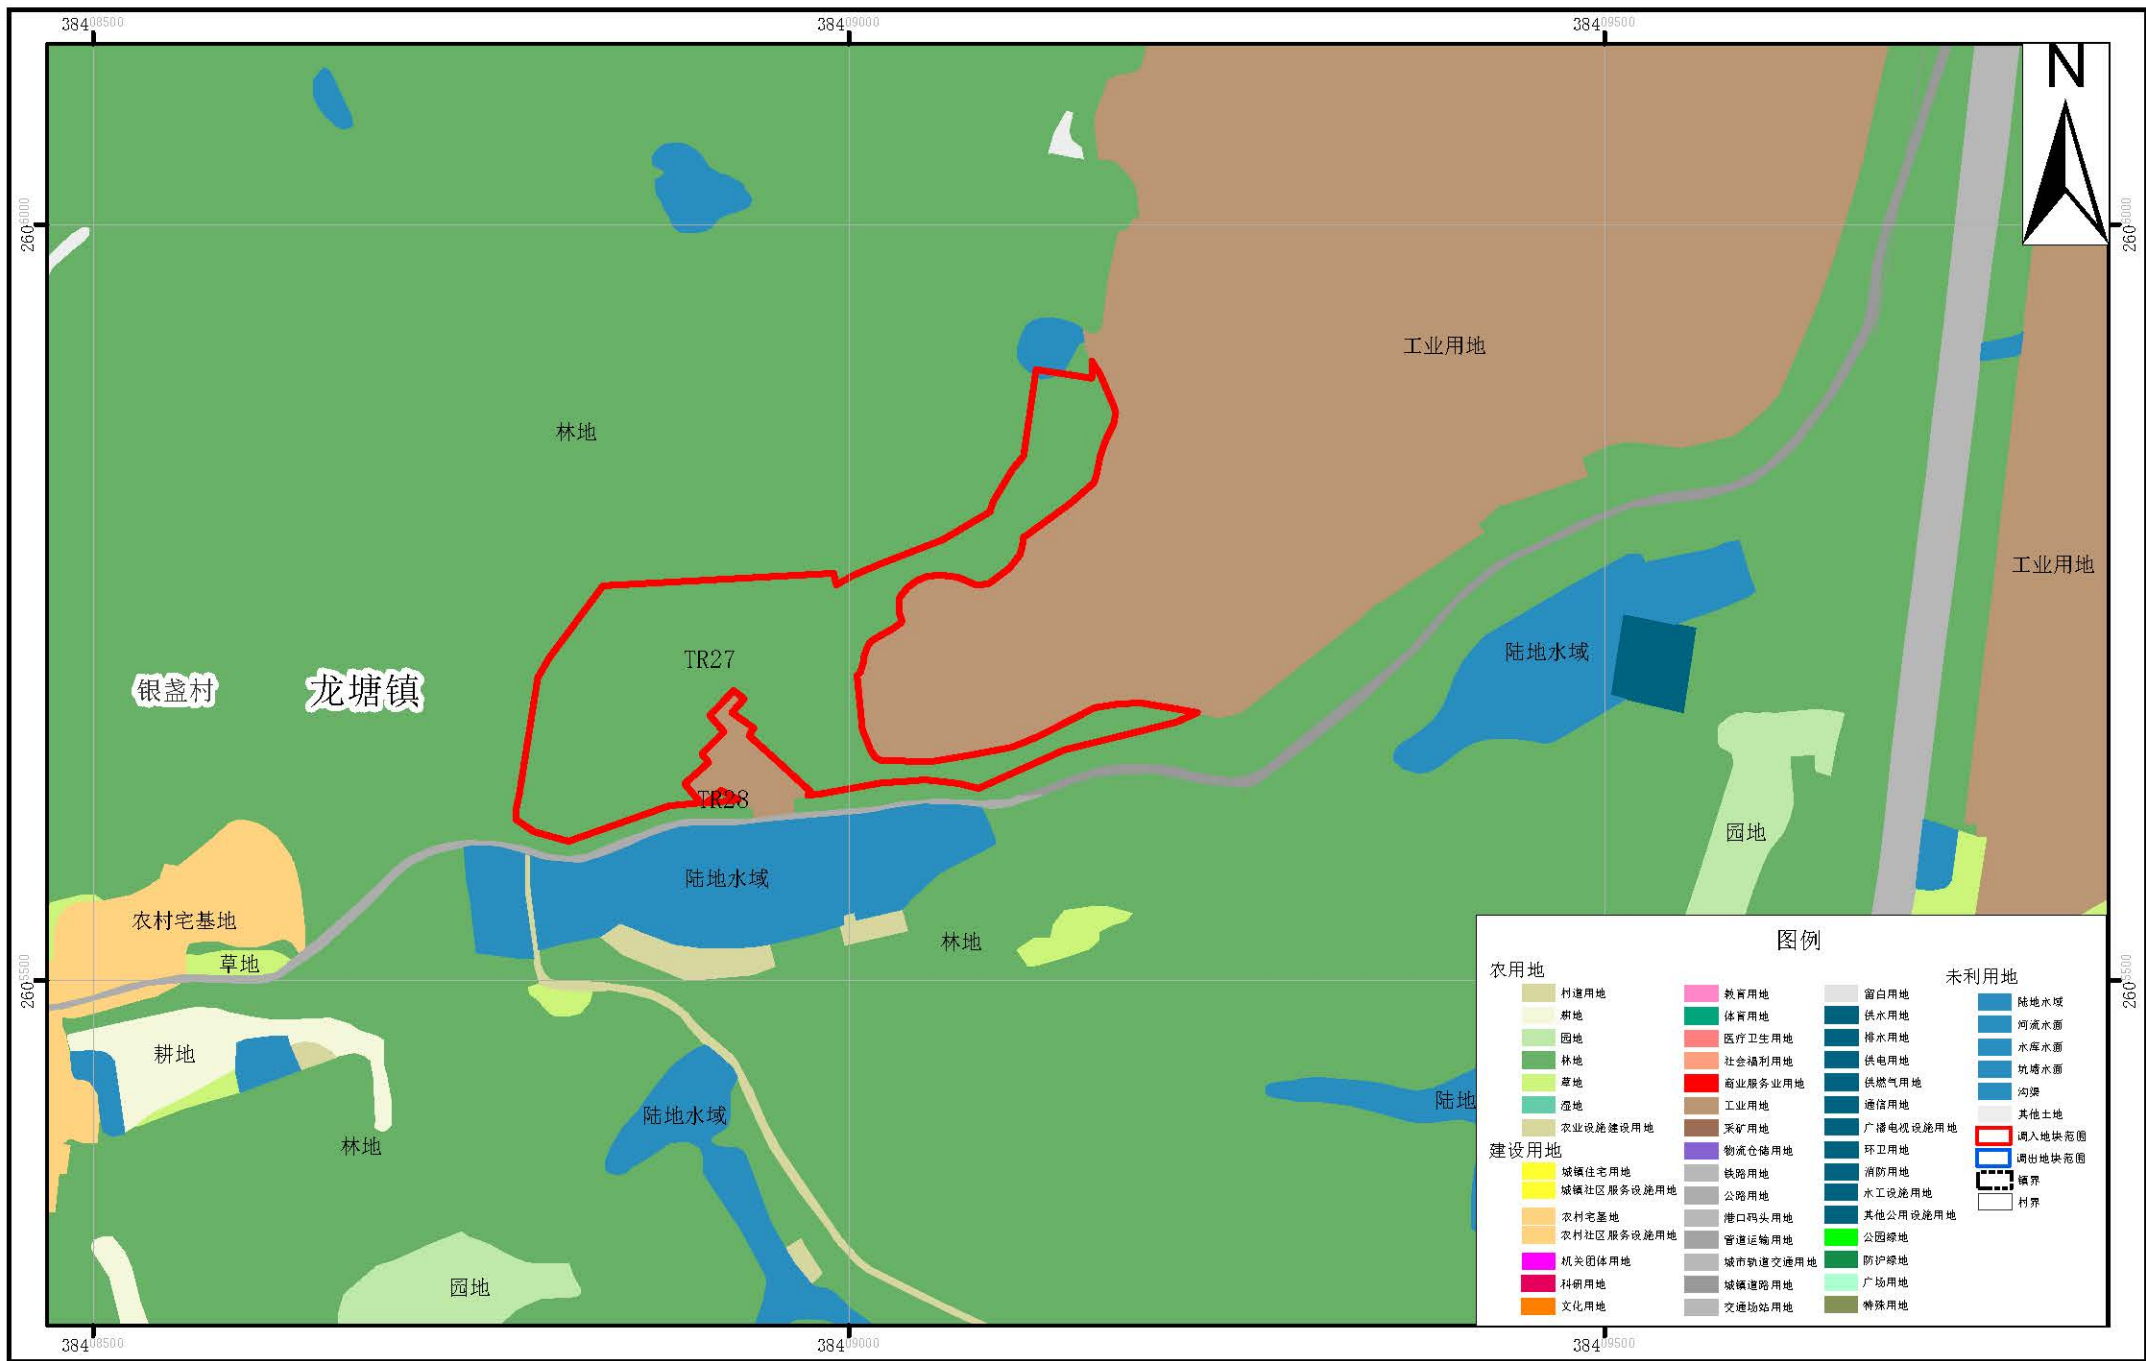 38408500
38409000
38409500
N
2606000
2606000
工业用地
林地
工业用地
陆地水域
TR27
银盏村
龙塘镇
TR28
园地
陆地水域
农村宅基地
林地
草地
2605500
2605500
耕地
陆地水域
陆地
林地
园地
图例
农用地
村道用地
耕地
园地
林地
草地
湿地
农业设施建设用地
建设用地
城镇住宅用地
城镇社区服务设施用地
农村宅基地
农村社区服务设施用地
机关团体用地
科研用地
文化用地
教育用地
体育用地
医疗卫生用地
社会福利用地
商业服务业用地
工业用地
采矿用地
物流仓储用地
铁路用地
公路用地
港口码头用地
管道运输用地
城市轨道交通用地
城镇道路用地
交通场站用地
留白用地
供水用地
排水用地
供电用地
供燃气用地
通信用地
广播电视设施用地
环卫用地
消防用地
水工设施用地
其他公用设施用地
公园绿地
防护绿地
广场用地
特殊用地
未利用地
陆地水域
河流水面
水库水面
坑塘水面
沟渠
其他土地
调入地块范围
调出地块范围
镇界
村界
38408500
38409000
38409500